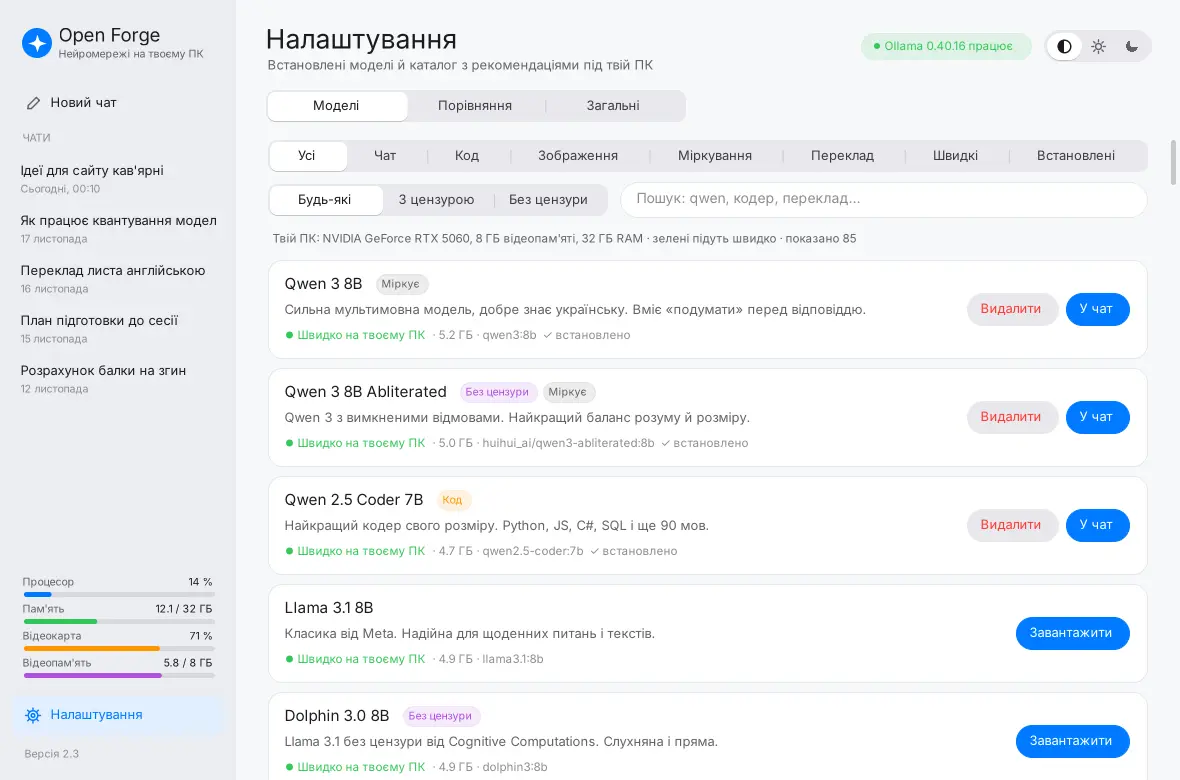 Open Forge
Нейромережі на твоєму ПК
Новий чат
ЧАТИ
Ідеї для сайту кав'ярні
Сьогодні, 00:10
Як працює квантування модел
17 листопада
Переклад листа англійською
16 листопада
План підготовки до сесії
15 листопада
Розрахунок балки на згин
12 листопада
Процесор 14 %
Пам'ять 12.1 / 32 ГБ
Відеокарта 71 %
Відеопам'ять 5.8 / 8 ГБ
Налаштування
Версія 2.3
Налаштування
Встановлені моделі й каталог з рекомендаціями під твій ПК
Ollama 0.40.16 працює
Моделі Порівняння Загальні
Усі Чат Код Зображення Міркування Переклад Швидкі Встановлені
Будь-які З цензурою Без цензури
Пошук: qwen, кодер, переклад...
Твій ПК: NVIDIA GeForce RTX 5060, 8 ГБ відеопам'яті, 32 ГБ RAM · зелені підуть швидко · показано 85
Qwen 3 8B Міркує
Сильна мультимовна модель, добре знає українську. Вміє «подумати» перед відповіддю.
Швидко на твоєму ПК · 5.2 ГБ · qwen3:8b ✓ встановлено
Видалити У чат
Qwen 3 8B Abliterated Без цензури Міркує
Qwen 3 з вимкненими відмовами. Найкращий баланс розуму й розміру.
Швидко на твоєму ПК · 5.0 ГБ · huihui_ai/qwen3-abliterated:8b ✓ встановлено
Видалити У чат
Qwen 2.5 Coder 7B Код
Найкращий кодер свого розміру. Python, JS, C#, SQL і ще 90 мов.
Швидко на твоєму ПК · 4.7 ГБ · qwen2.5-coder:7b ✓ встановлено
Видалити У чат
Llama 3.1 8B
Класика від Meta. Надійна для щоденних питань і текстів.
Швидко на твоєму ПК · 4.9 ГБ · llama3.1:8b
Завантажити
Dolphin 3.0 8B Без цензури
Llama 3.1 без цензури від Cognitive Computations. Слухняна і пряма.
Швидко на твоєму ПК · 4.9 ГБ · dolphin3:8b
Завантажити